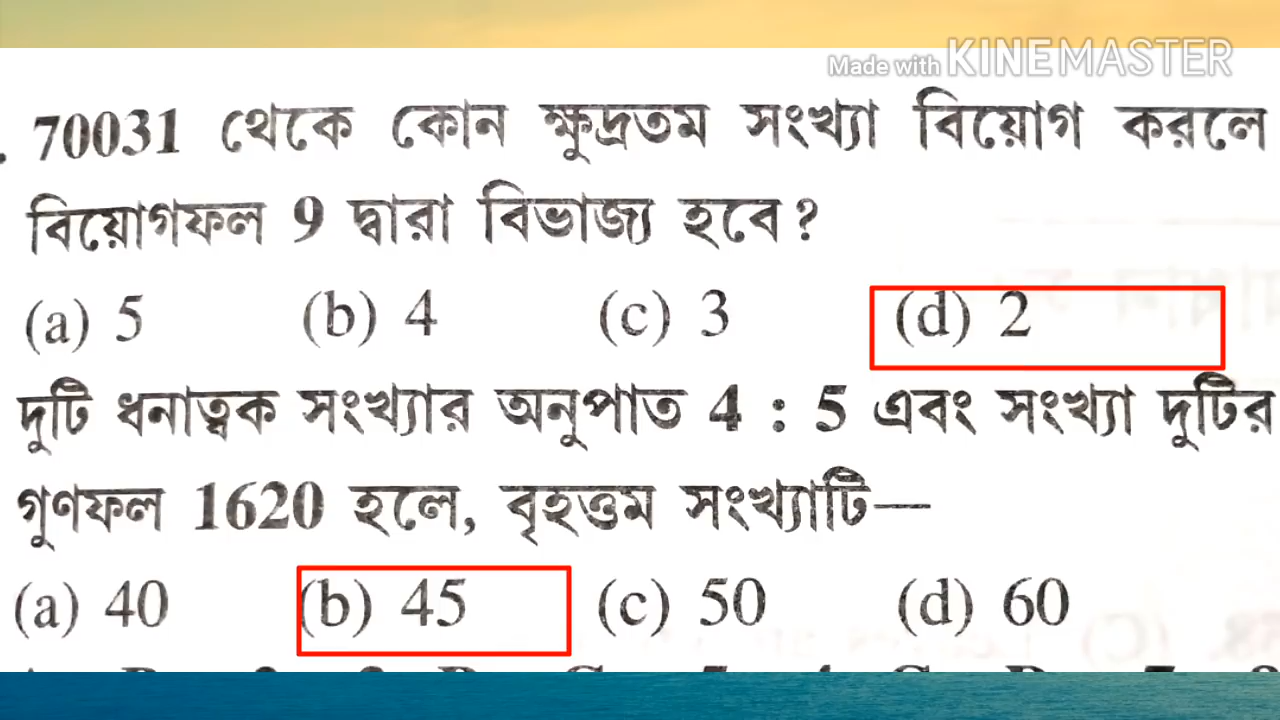 Made with KINEMASTER
. 70031 থেকে কোন ক্ষুদ্রতম সংখ্যা বিয়োগ করলে
বিয়োগফল 9 দ্বারা বিভাজ্য হবে?
(a) 5 (b) 4 (c) 3 (d) 2
দুটি ধনাত্বক সংখ্যার অনুপাত 4 : 5 এবং সংখ্যা দুটির
গুণফল 1620 হলে, বৃহত্তম সংখ্যাটি—
(a) 40 (b) 45 (c) 50 (d) 60